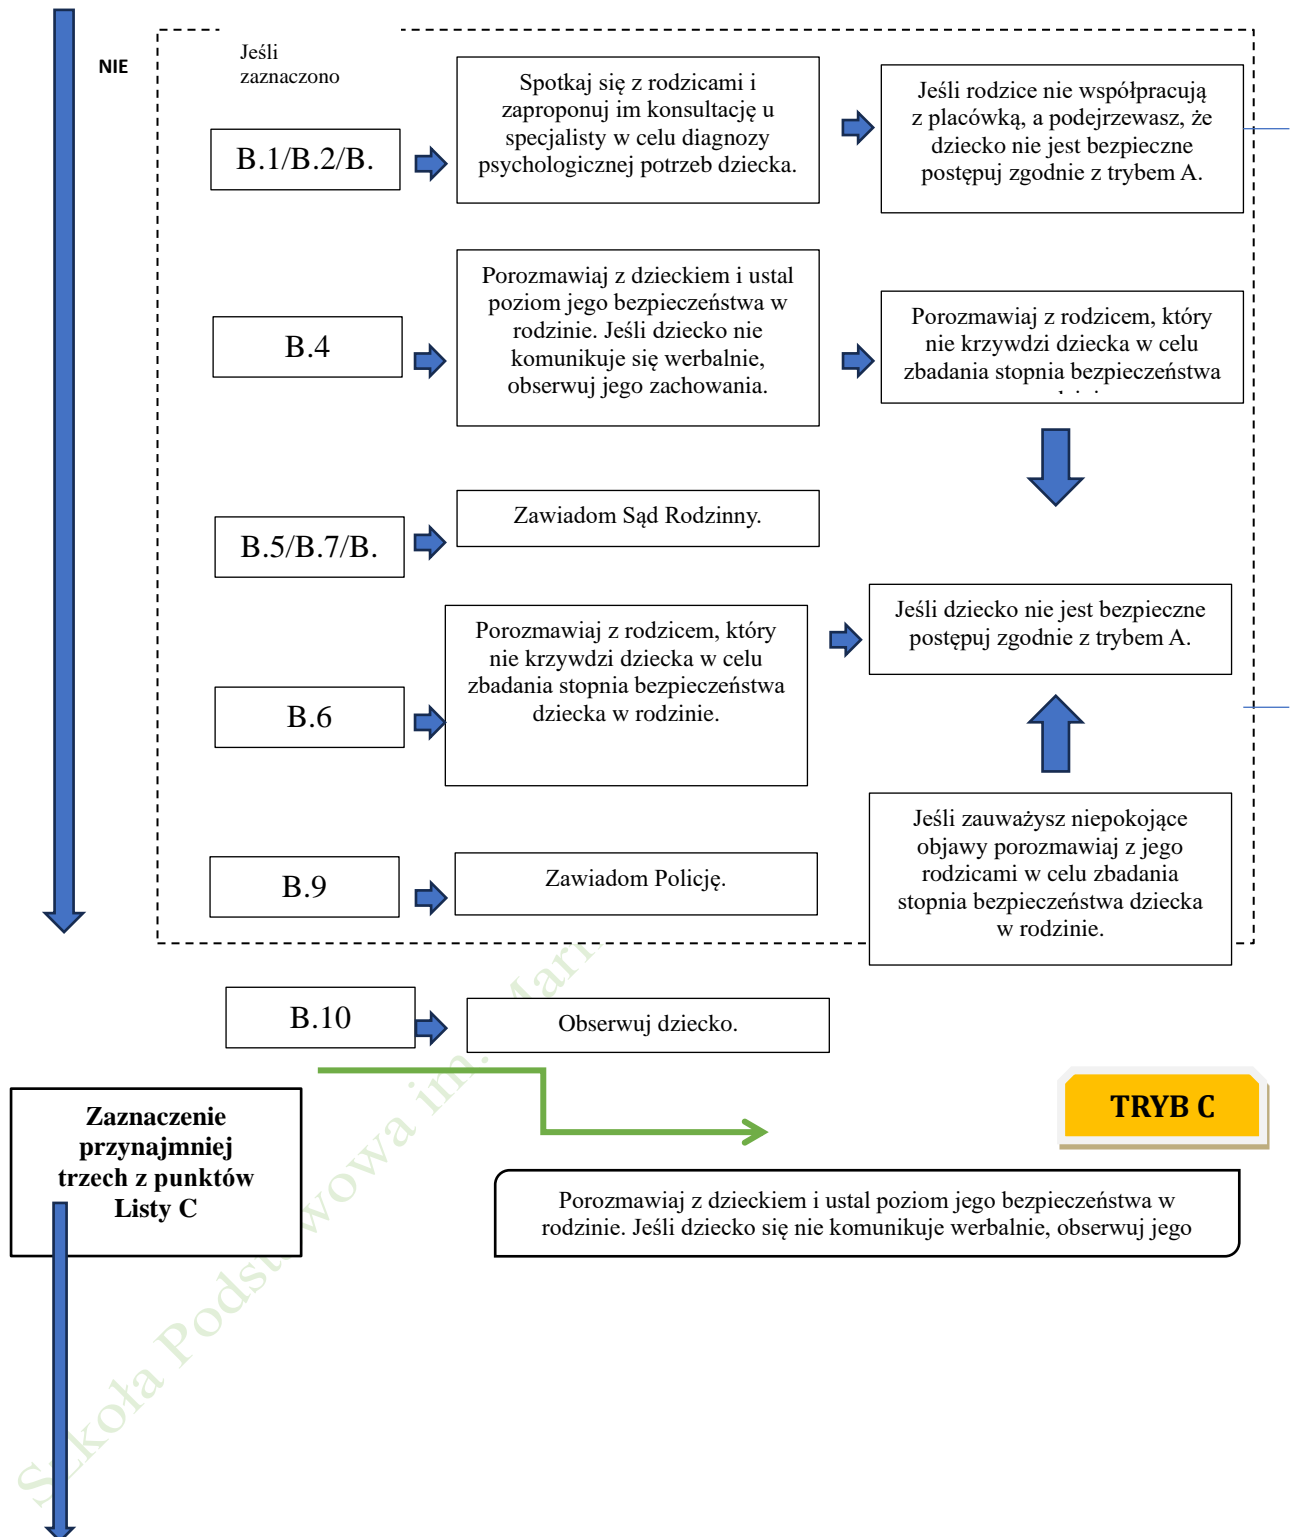 NIE
Jeśli
zaznaczono
B.1/B.2/B.
Spotkaj się z rodzicami i
zaproponuj im konsultację u
specjalisty w celu diagnozy
psychologicznej potrzeb dziecka.
Jeśli rodzice nie współpracują
z placówką, a podejrzewasz, że
dziecko nie jest bezpieczne
postępuj zgodnie z trybem A.
B.4
Porozmawiaj z dzieckiem i ustal
poziom jego bezpieczeństwa w
rodzinie. Jeśli dziecko nie
komunikuje się werbalnie,
obserwuj jego zachowania.
Porozmawiaj z rodzicem, który
nie krzywdzi dziecka w celu
zbadania stopnia bezpieczeństwa
B.5/B.7/B.
Zawiadom Sąd Rodzinny.
B.6
Porozmawiaj z rodzicem, który
nie krzywdzi dziecka w celu
zbadania stopnia bezpieczeństwa
dziecka w rodzinie.
Jeśli dziecko nie jest bezpieczne
postępuj zgodnie z trybem A.
B.9
Zawiadom Policję.
Jeśli zauważysz niepokojące
objawy porozmawiaj z jego
rodzicami w celu zbadania
stopnia bezpieczeństwa dziecka
w rodzinie.
B.10
Obserwuj dziecko.
Zaznaczenie
przynajmniej
trzech z punktów
Listy C
TRYB C
Porozmawiaj z dzieckiem i ustal poziom jego bezpieczeństwa w
rodzinie. Jeśli dziecko się nie komunikuje werbalnie, obserwuj jego
Szkoła Podstawowa im.